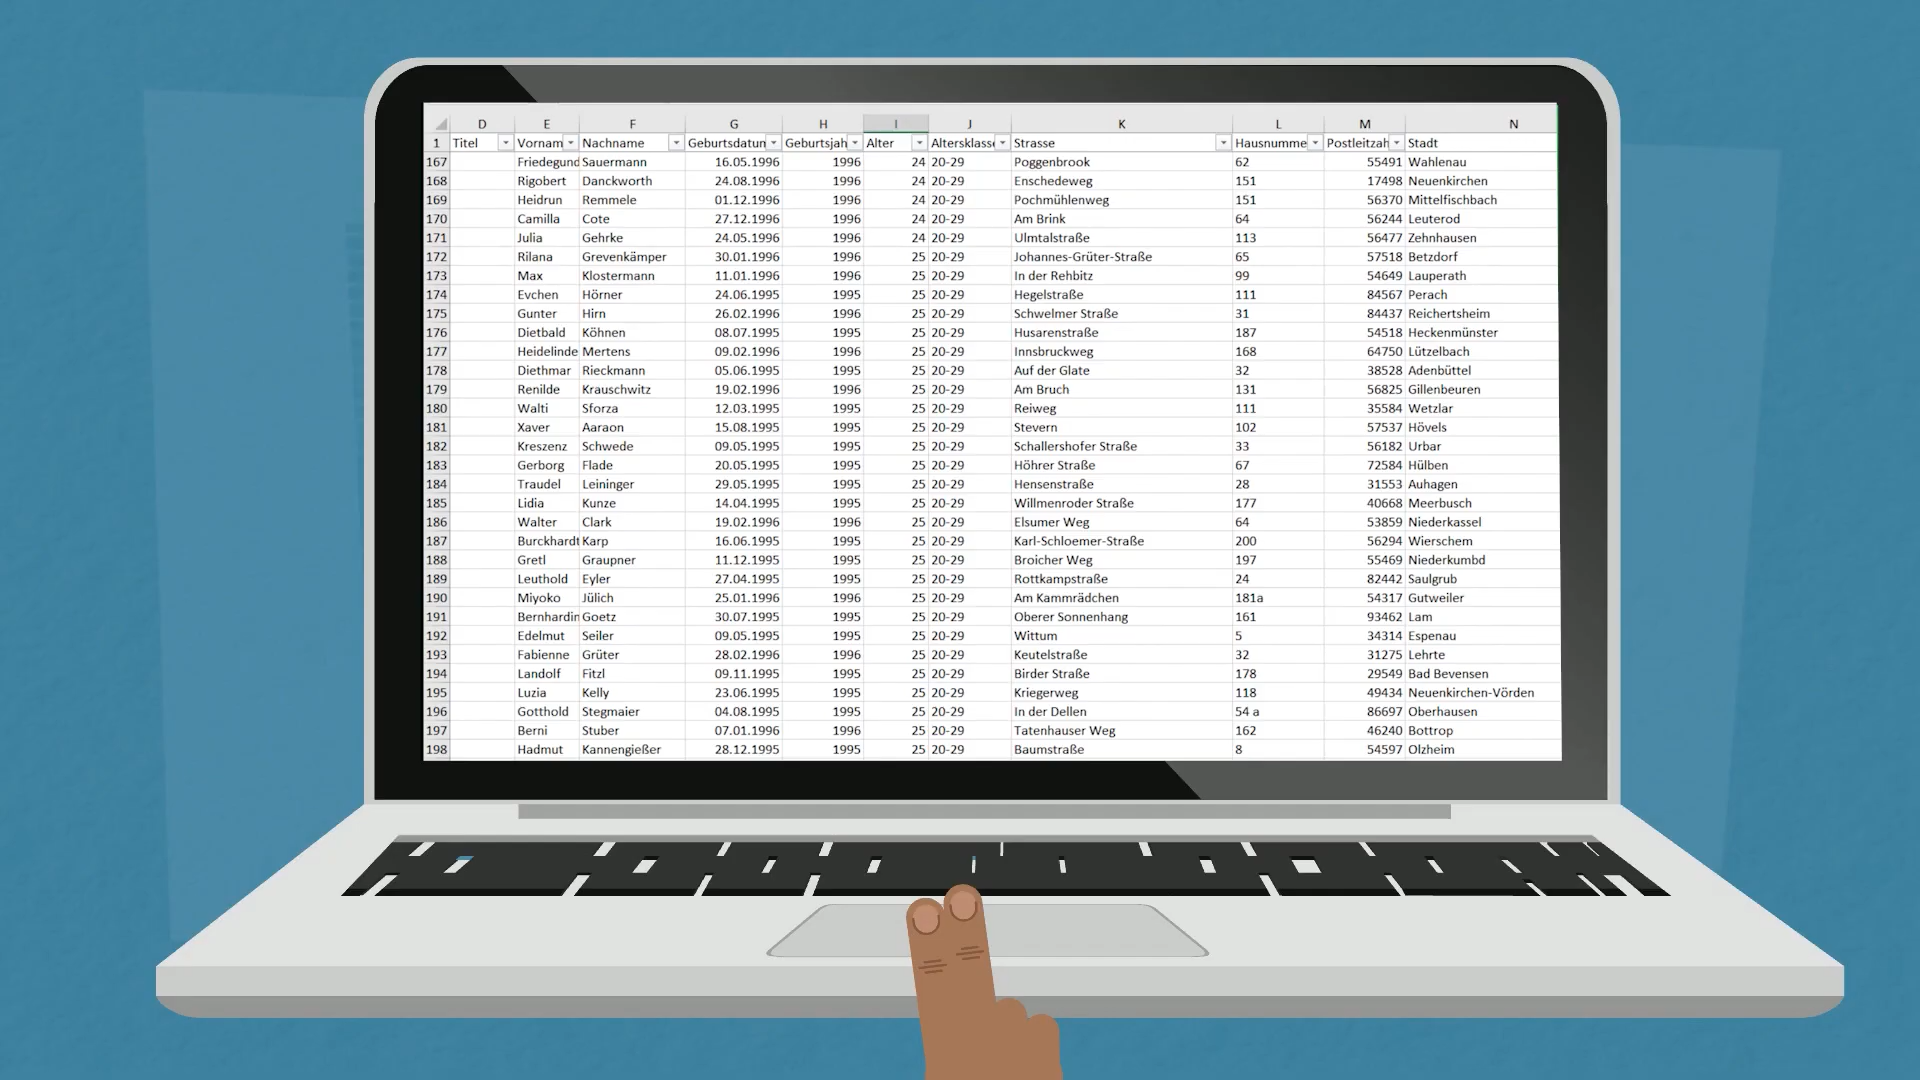 D E F G H I J K L M N
1 Titel Vornam Nachname Geburtsdatun Geburtsjah Alter Altersklasse Strasse Hausnumme Postleitzah Stadt
167 Friedegund Sauermann 16.05.1996 1996 24 20-29 Poggenbrook 62 55491 Wahlenau
168 Rigobert Danckworth 24.08.1996 1996 24 20-29 Enschedeweg 151 17498 Neuenkirchen
169 Heidrun Remmele 01.12.1996 1996 24 20-29 Pochmühlenweg 151 56370 Mittelfischbach
170 Camilla Cote 27.12.1996 1996 24 20-29 Am Brink 64 56244 Leuterod
171 Julia Gehrke 24.05.1996 1996 24 20-29 Ulmtalstraße 113 56477 Zehnhausen
172 Rilana Grevenkämper 30.01.1996 1996 25 20-29 Johannes-Grüter-Straße 65 57518 Betzdorf
173 Max Klostermann 11.01.1996 1996 25 20-29 In der Rehbitz 99 54649 Lauperath
174 Evchen Hörner 24.06.1995 1995 25 20-29 Hegelstraße 111 84567 Perach
175 Gunter Hirn 26.02.1996 1996 25 20-29 Schwelmer Straße 31 84437 Reichertsheim
176 Dietbald Köhnen 08.07.1995 1995 25 20-29 Husarenstraße 187 54518 Heckenmünster
177 Heidelinde Mertens 09.02.1996 1996 25 20-29 Innsbruckweg 168 64750 Lützelbach
178 Diethmar Rieckmann 05.06.1995 1995 25 20-29 Auf der Glate 32 38528 Adenbüttel
179 Renilde Krauschwitz 19.02.1996 1996 25 20-29 Am Bruch 131 56825 Gillenbeuren
180 Walti Sforza 12.03.1995 1995 25 20-29 Reiweg 111 35584 Wetzlar
181 Xaver Aaraon 15.08.1995 1995 25 20-29 Stevern 102 57537 Hövels
182 Kreszenz Schwede 09.05.1995 1995 25 20-29 Schallershofer Straße 33 56182 Urbar
183 Gerborg Flade 20.05.1995 1995 25 20-29 Höhrer Straße 67 72584 Hülben
184 Traudel Leininger 29.05.1995 1995 25 20-29 Hensenstraße 28 31553 Auhagen
185 Lidia Kunze 14.04.1995 1995 25 20-29 Willmenroder Straße 177 40668 Meerbusch
186 Walter Clark 19.02.1996 1996 25 20-29 Elsumer Weg 64 53859 Niederkassel
187 Burckhardt Karp 16.06.1995 1995 25 20-29 Karl-Schloemer-Straße 200 56294 Wierschem
188 Gretl Graupner 11.12.1995 1995 25 20-29 Broicher Weg 197 55469 Niederkumbd
189 Leuthold Eyler 27.04.1995 1995 25 20-29 Rottkampstraße 24 82442 Saulgrub
190 Miyoko Jülich 25.01.1996 1996 25 20-29 Am Kammrädchen 181a 54317 Gutweiler
191 Bernhardin Goetz 30.07.1995 1995 25 20-29 Oberer Sonnenhang 161 93462 Lam
192 Edelmut Seiler 09.05.1995 1995 25 20-29 Wittum 5 34314 Espenau
193 Fabienne Grüter 28.02.1996 1996 25 20-29 Keutelstraße 32 31275 Lehrte
194 Landolf Fitzl 09.11.1995 1995 25 20-29 Birder Straße 178 29549 Bad Bevensen
195 Luzia Kelly 23.06.1995 1995 25 20-29 Kriegerweg 118 49434 Neuenkirchen-Vörden
196 Gotthold Stegmaier 04.08.1995 1995 25 20-29 In der Dellen 54 a 86697 Oberhausen
197 Berni Stuber 07.01.1996 1996 25 20-29 Tatenhauser Weg 162 46240 Bottrop
198 Hadmut Kannengießer 28.12.1995 1995 25 20-29 Baumstraße 8 54597 Olzheim